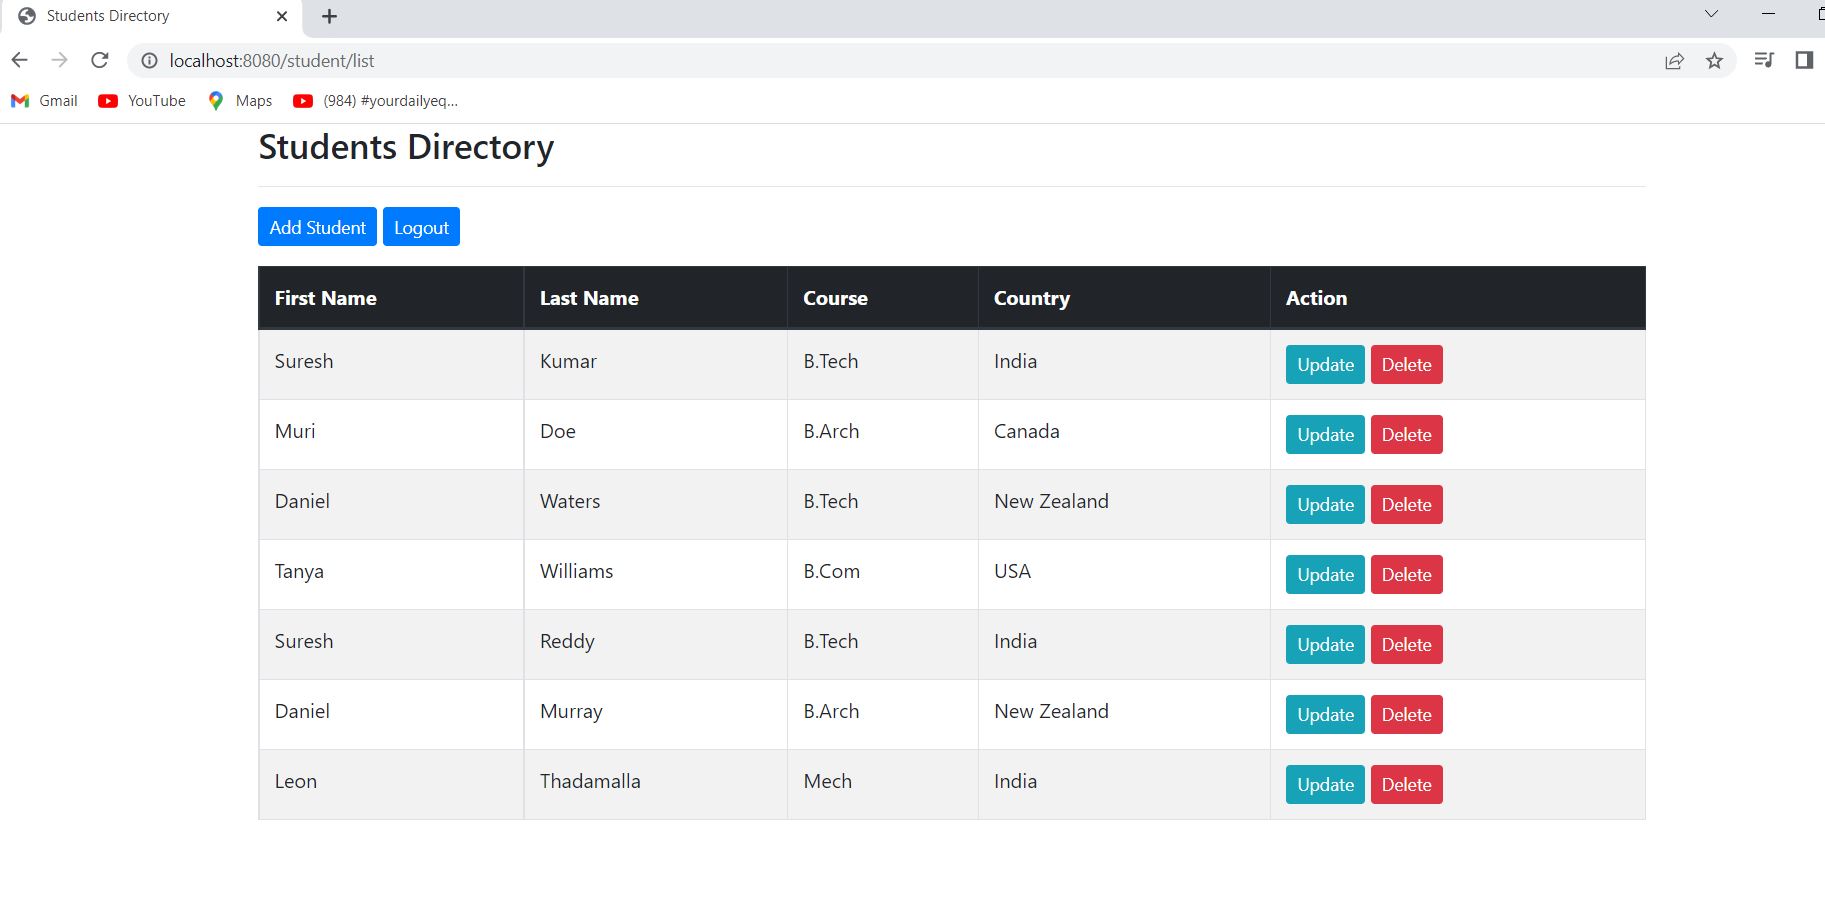 Students Directory
localhost:8080/student/list
Gmail YouTube Maps (984) #yourdailyeq...
Students Directory
Add Student Logout
First Name Last Name Course Country Action
Suresh Kumar B.Tech India Update Delete
Muri Doe B.Arch Canada Update Delete
Daniel Waters B.Tech New Zealand Update Delete
Tanya Williams B.Com USA Update Delete
Suresh Reddy B.Tech India Update Delete
Daniel Murray B.Arch New Zealand Update Delete
Leon Thadamalla Mech India Update Delete